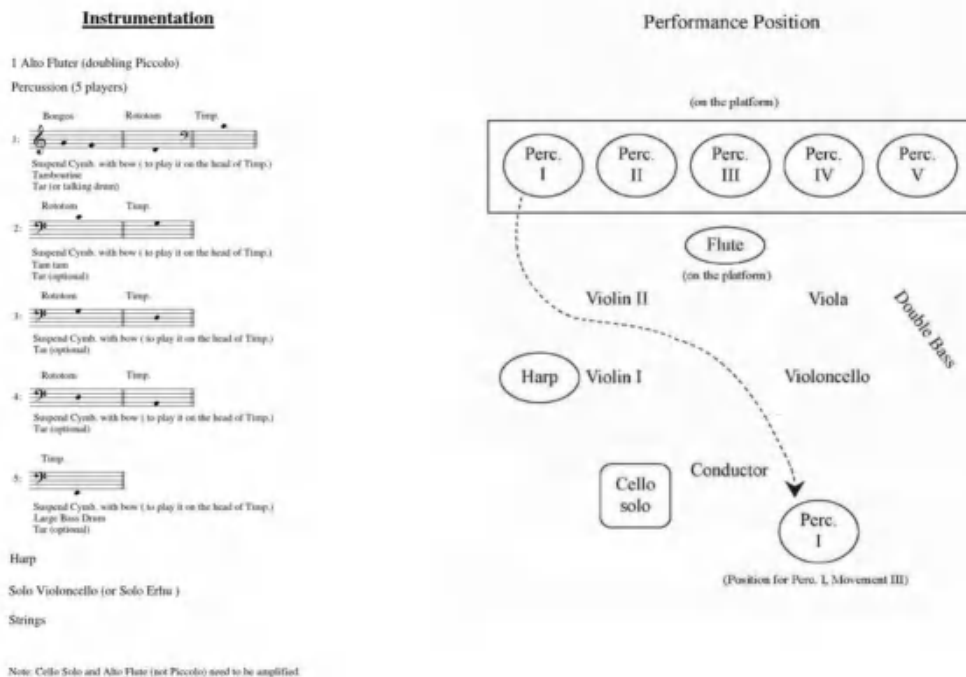 Instrumentation
1 Alto Fluter (doubling Piccolo)
Percussion (5 players)
Bongos Rototom Timp.
1:
Suspend Cymb. with bow ( to play it on the head of Timp.)
Tambourine
Tar (or talking drum)
Rototom Timp.
2:
Suspend Cymb. with bow ( to play it on the head of Timp.)
Tam tam
Tar (optional)
Rototom Timp.
3:
Suspend Cymb. with bow ( to play it on the head of Timp.)
Tar (optional)
Rototom Timp.
4:
Suspend Cymb. with bow ( to play it on the head of Timp.)
Tar (optional)
Timp.
5:
Suspend Cymb. with bow ( to play it on the head of Timp.)
Large Bass Drum
Tar (optional)
Harp
Solo Violoncello (or Solo Erhu )
Strings
Note: Cello Solo and Alto Flute (not Piccolo) need to be amplified.
Performance Position
(on the platform)
Perc.
I
Perc.
II
Perc.
III
Perc.
IV
Perc.
V
Flute
(on the platform)
Violin II
Viola
Double Bass
Harp
Violin I
Violoncello
Conductor
Cello
solo
Perc.
I
(Position for Perc. I, Movement III)